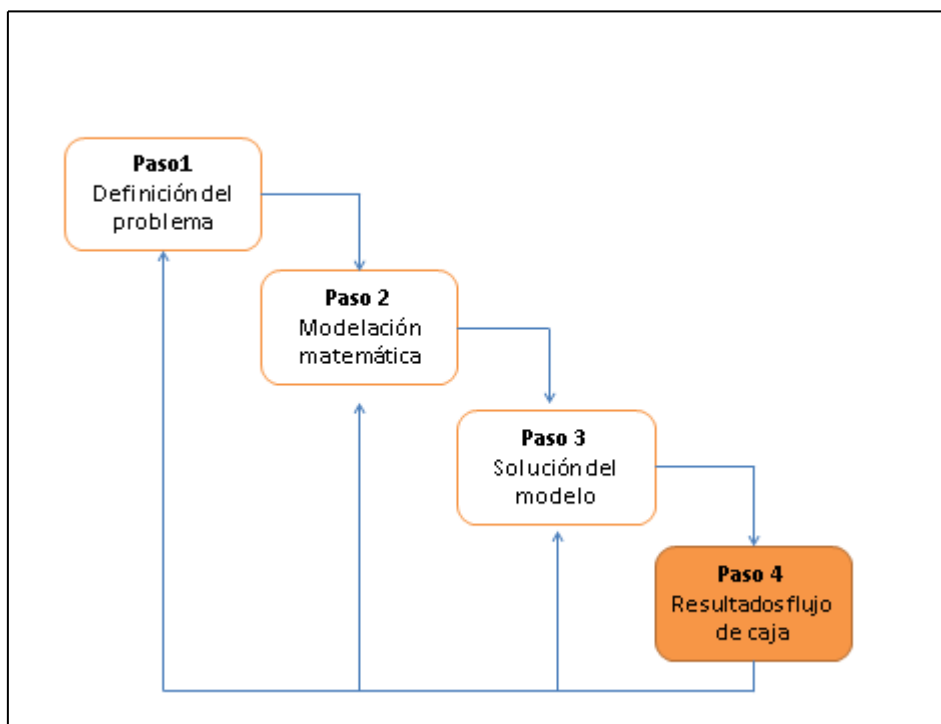 Paso1
Definición del
problema
Paso 2
Modelación
matemática
Paso 3
Solución del
modelo
Paso 4
Resultados flujo
de caja